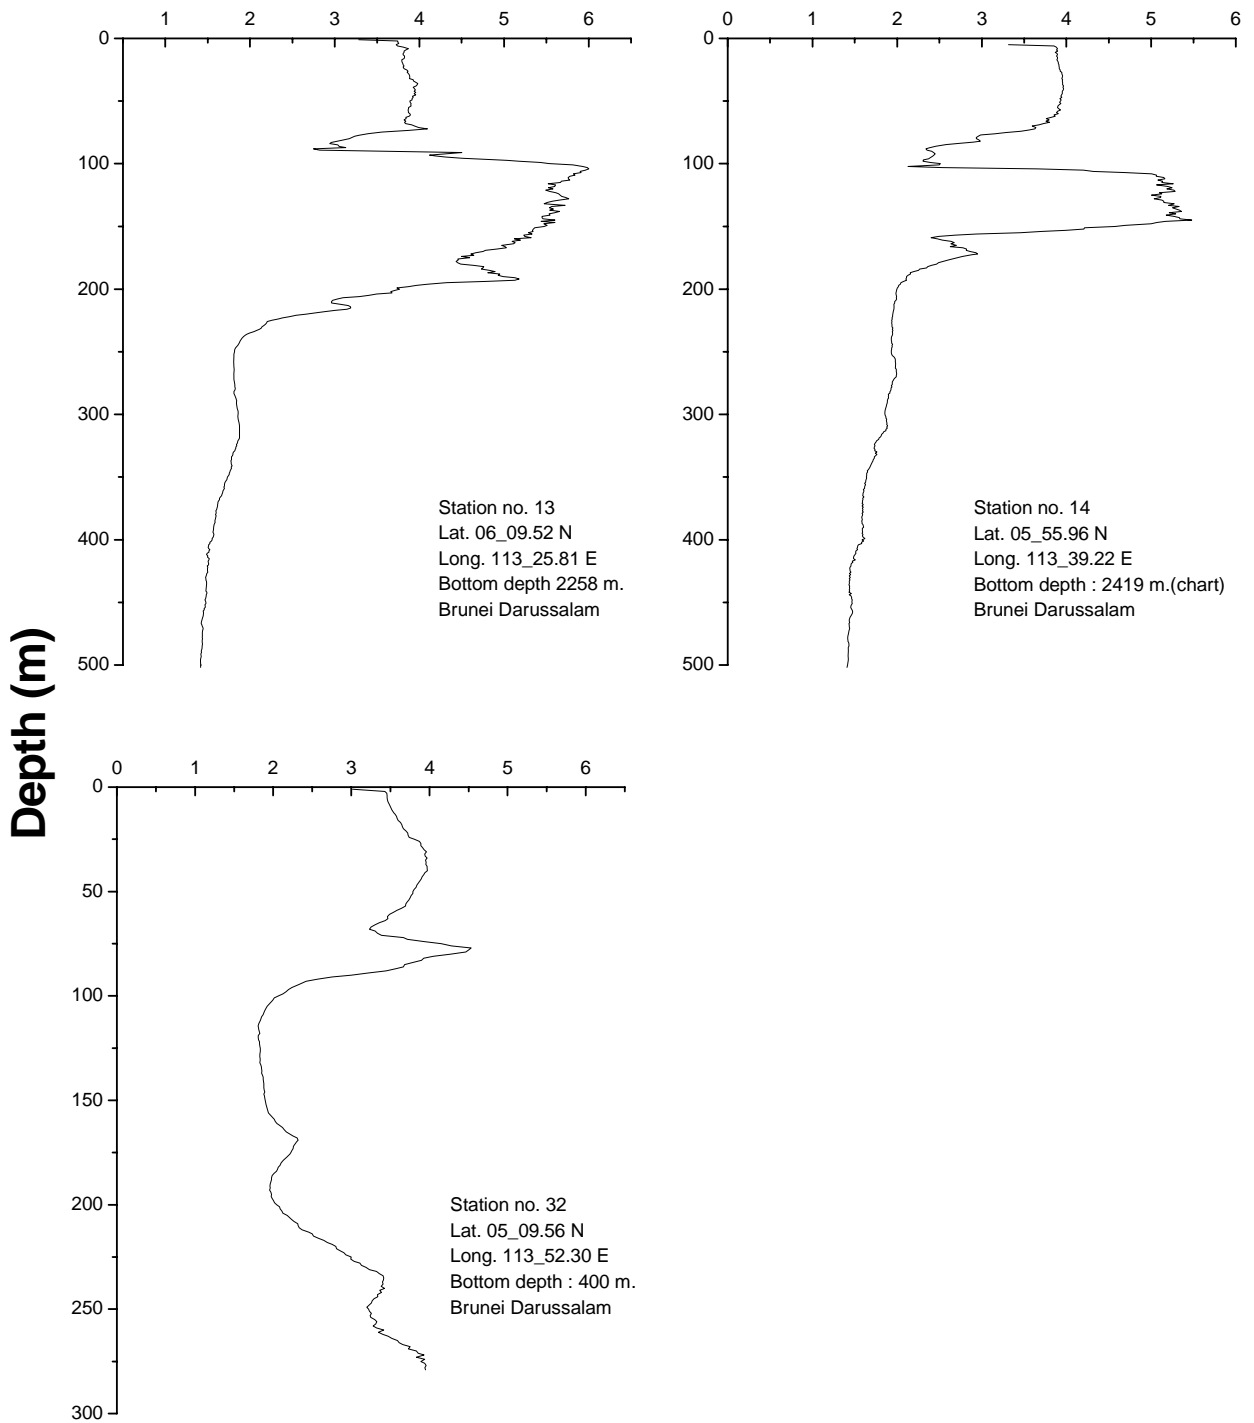 1 2 3 4 5 6
0
100
200
300
400
500
Station no. 13
Lat. 06_09.52 N
Long. 113_25.81 E
Bottom depth 2258 m.
Brunei Darussalam
0 1 2 3 4 5 6
0
100
200
300
400
500
Station no. 14
Lat. 05_55.96 N
Long. 113_39.22 E
Bottom depth : 2419 m.(chart)
Brunei Darussalam
Depth (m)
0 1 2 3 4 5 6
0
50
100
150
200
250
300
Station no. 32
Lat. 05_09.56 N
Long. 113_52.30 E
Bottom depth : 400 m.
Brunei Darussalam